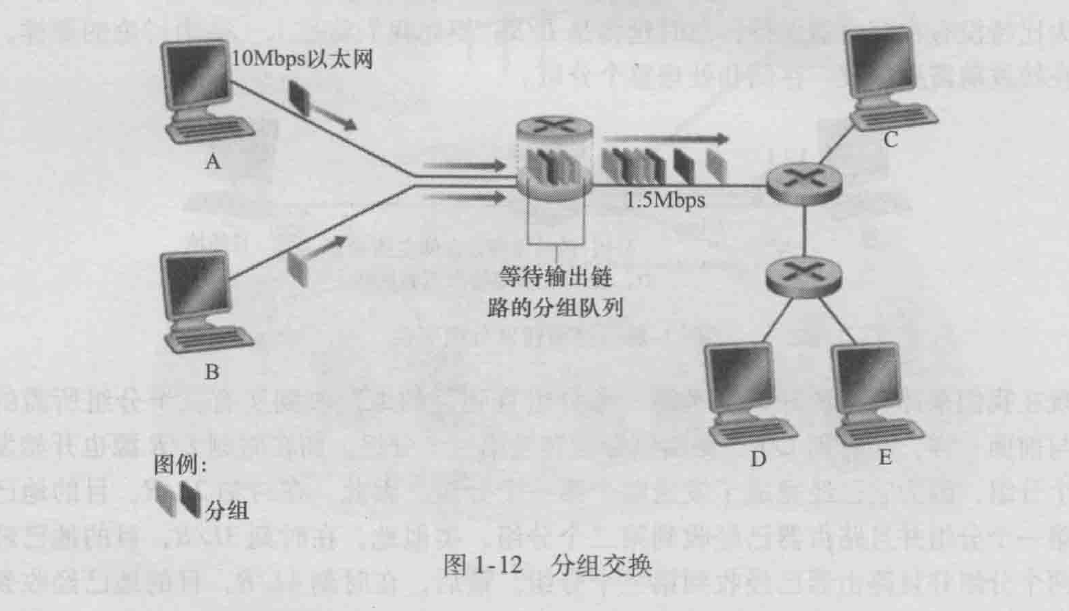 10Mbps以太网
A
C
1.5Mbps
等待输出链
路的分组队列
B
D
E
图例:
分组
图1-12 分组交换